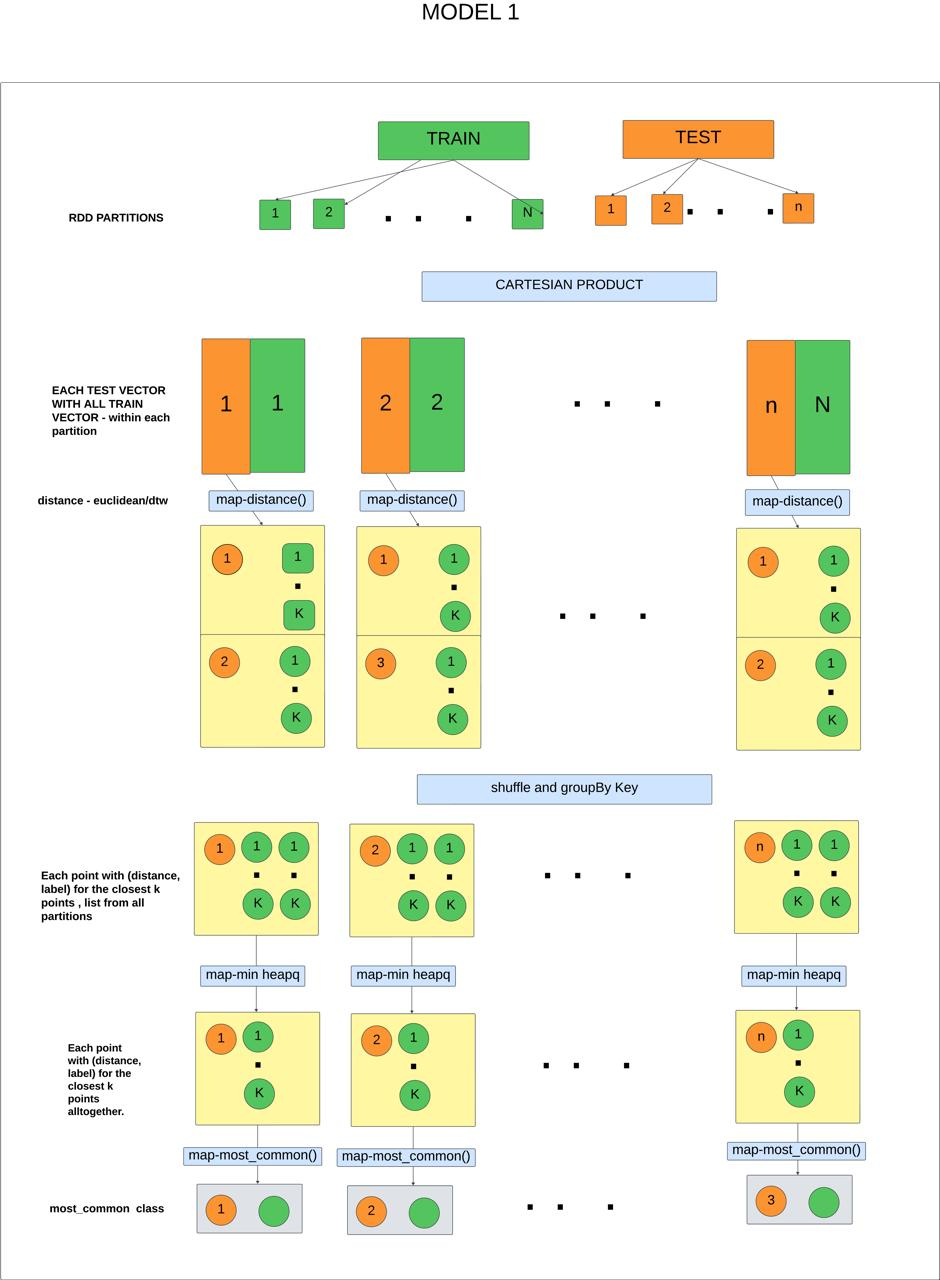 MODEL 1
TRAIN
TEST
RDD PARTITIONS
1
2
N
1
2
n
CARTESIAN PRODUCT
EACH TEST VECTOR
WITH ALL TRAIN
VECTOR - within each
partition
1
1
2
2
n
N
distance - euclidean/dtw
map-distance()
map-distance()
map-distance()
1
1
K
2
1
K
1
1
K
3
1
K
1
1
K
2
1
K
shuffle and groupBy Key
Each point with (distance,
label) for the closest k
points , list from all
partitions
1
1
1
K
K
2
1
1
K
K
n
1
1
K
K
map-min heapq
map-min heapq
map-min heapq
Each point
with (distance,
label) for the
closest k
points
alltogether.
1
1
K
2
1
K
n
1
K
map-most_common()
map-most_common()
map-most_common()
most_common class
1
2
3